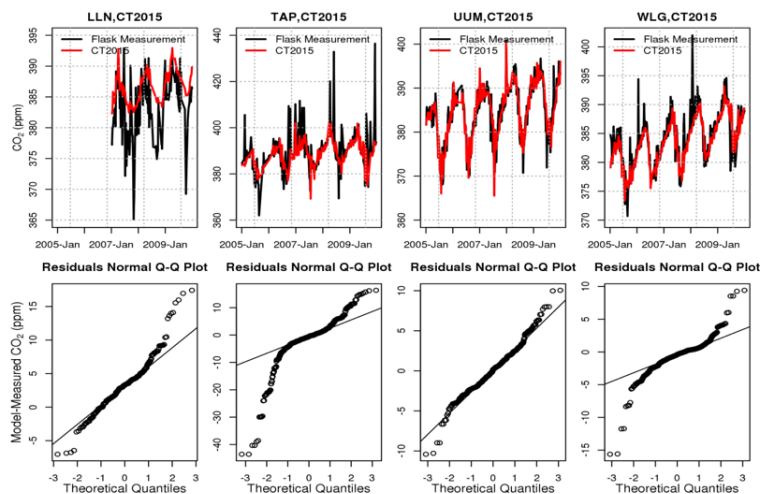 LLN,CT2015
TAP,CT2015
UUM,CT2015
WLG,CT2015
Flask Measurement
CT2015
Flask Measurement
CT2015
Flask Measurement
CT2015
Flask Measurement
CT2015
CO2 (ppm)
395
390
385
380
375
370
365
440
420
400
380
360
400
390
380
370
360
400
390
380
370
2005-Jan 2007-Jan 2009-Jan
2005-Jan 2007-Jan 2009-Jan
2005-Jan 2007-Jan 2009-Jan
2005-Jan 2007-Jan 2009-Jan
Residuals Normal Q-Q Plot
Residuals Normal Q-Q Plot
Residuals Normal Q-Q Plot
Residuals Normal Q-Q Plot
Model-Measured CO2 (ppm)
15
10
5
0
-5
10
0
-10
-20
-30
-40
10
5
0
-5
-10
10
5
0
-5
-10
-15
-3 -2 -1 0 1 2 3
-3 -2 -1 0 1 2 3
-3 -2 -1 0 1 2 3
-3 -2 -1 0 1 2 3
Theoretical Quantiles
Theoretical Quantiles
Theoretical Quantiles
Theoretical Quantiles